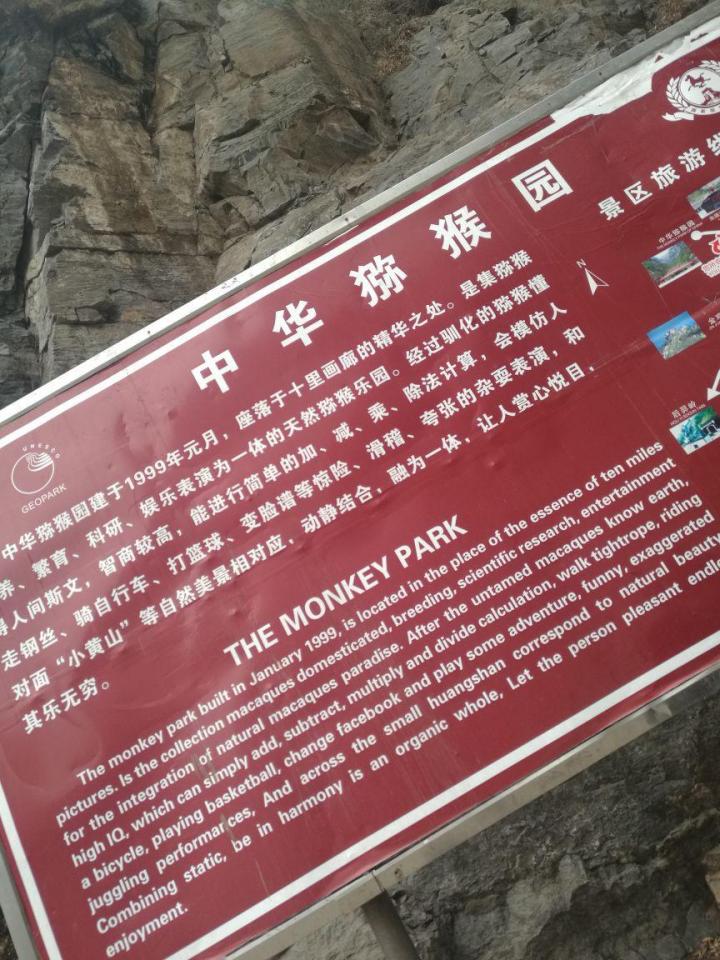 UNESCO
GEOPARK
中华猕猴园
中华猕猴园建于1999年元月，座落于十里画廊的精华之处。是集猕猴
养、繁育、科研、娱乐表演为一体的天然猕猴乐园。经过驯化的猕猴懂
得人间斯文，智商较高，能进行简单的加、减、乘、除法计算，会模仿人
走钢丝、骑自行车、打篮球、变脸谱等惊险、滑稽、夸张的杂耍表演，和
对面“小黄山”等自然美景相对应，动静结合，融为一体，让人赏心悦目，
其乐无穷。
THE MONKEY PARK
The monkey park built in January 1999, is located in the place of the essence of ten miles
pictures. Is the collection macaques domesticated, breeding, scientific research, entertainment
for the integration of natural macaques paradise. After the untamed macaques know earth,
high IQ, which can simply add, subtract, multiply and divide calculation, walk tightrope, riding
a bicycle, playing basketball, change facebook and play some adventure, funny, exaggerated
juggling performances, And across the small huangshan correspond to natural beauty
Combining static, be in harmony is an organic whole, Let the person pleasant endle
enjoyment.
N
景区旅游线
中华猕猴园